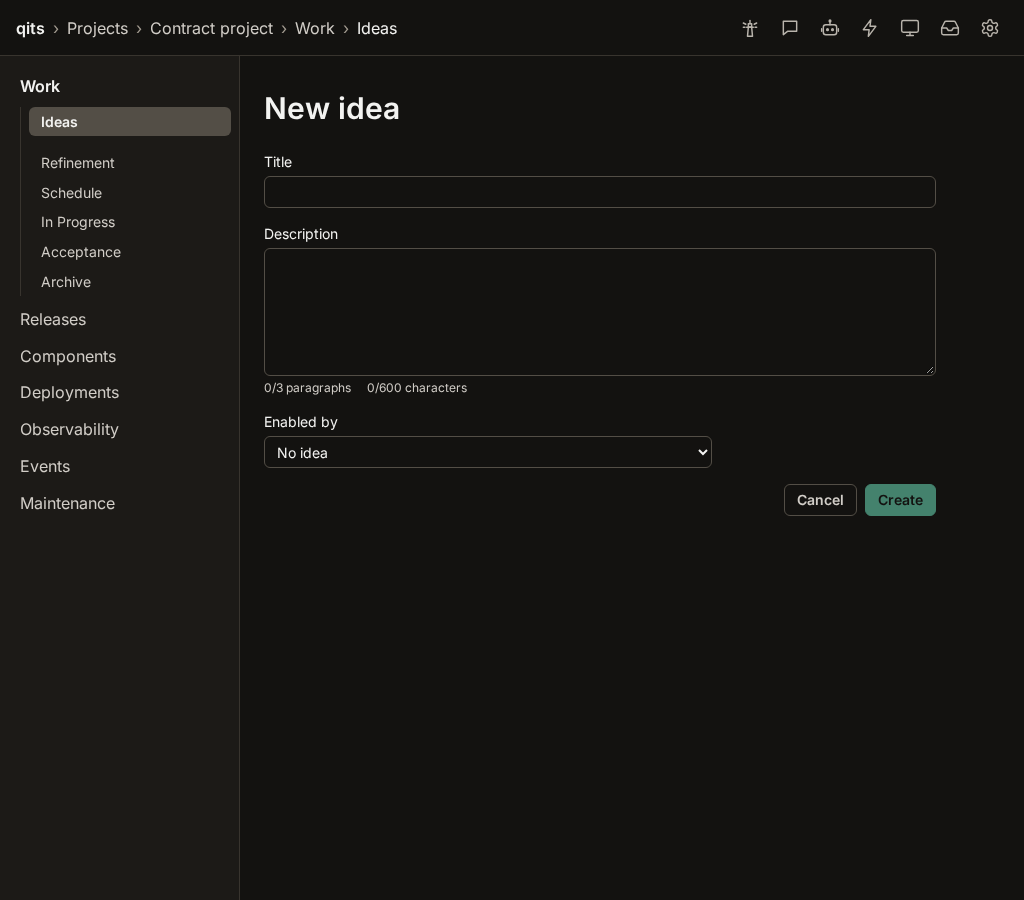 qits › Projects › Contract project › Work › Ideas
Work
Ideas
Refinement
Schedule
In Progress
Acceptance
Archive
Releases
Components
Deployments
Observability
Events
Maintenance
New idea
Title
Description
0/3 paragraphs 0/600 characters
Enabled by
No idea
Cancel Create